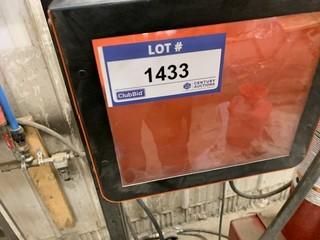 LOT #
1433
ClubBid
CENTURY
AUCTIONS